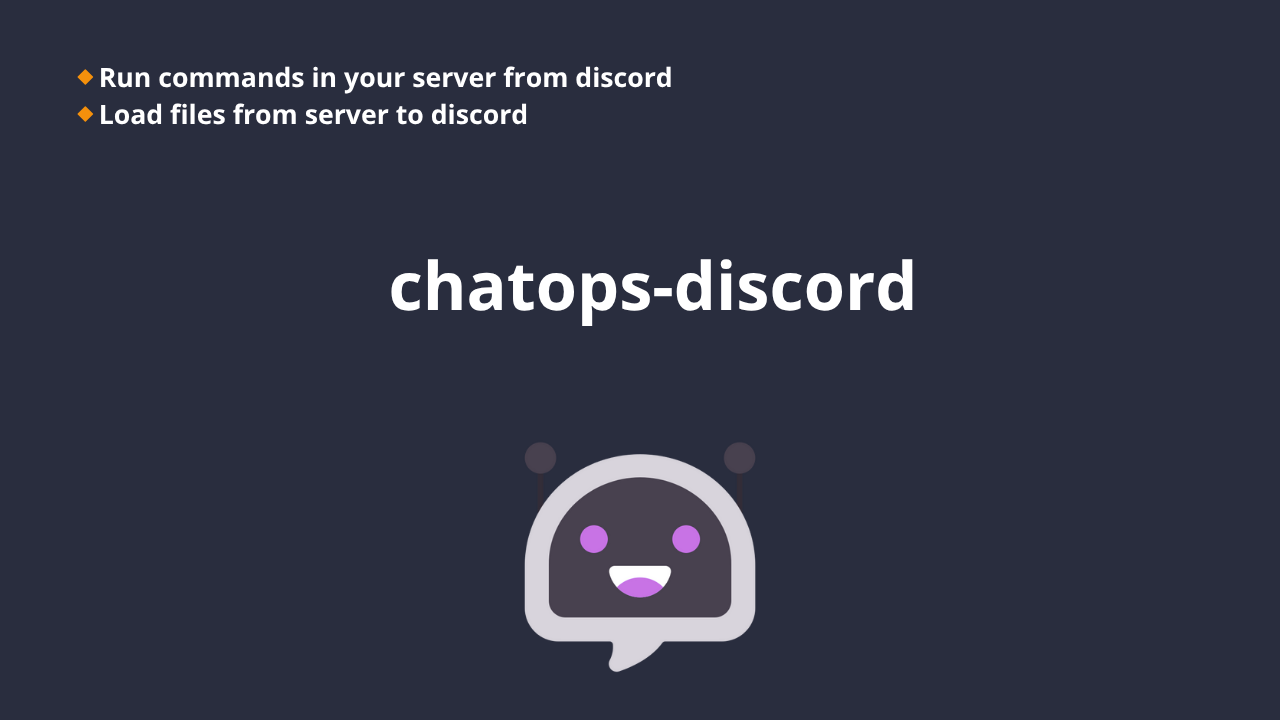 🔸Run commands in your server from discord
🔸Load files from server to discord
chatops-discord